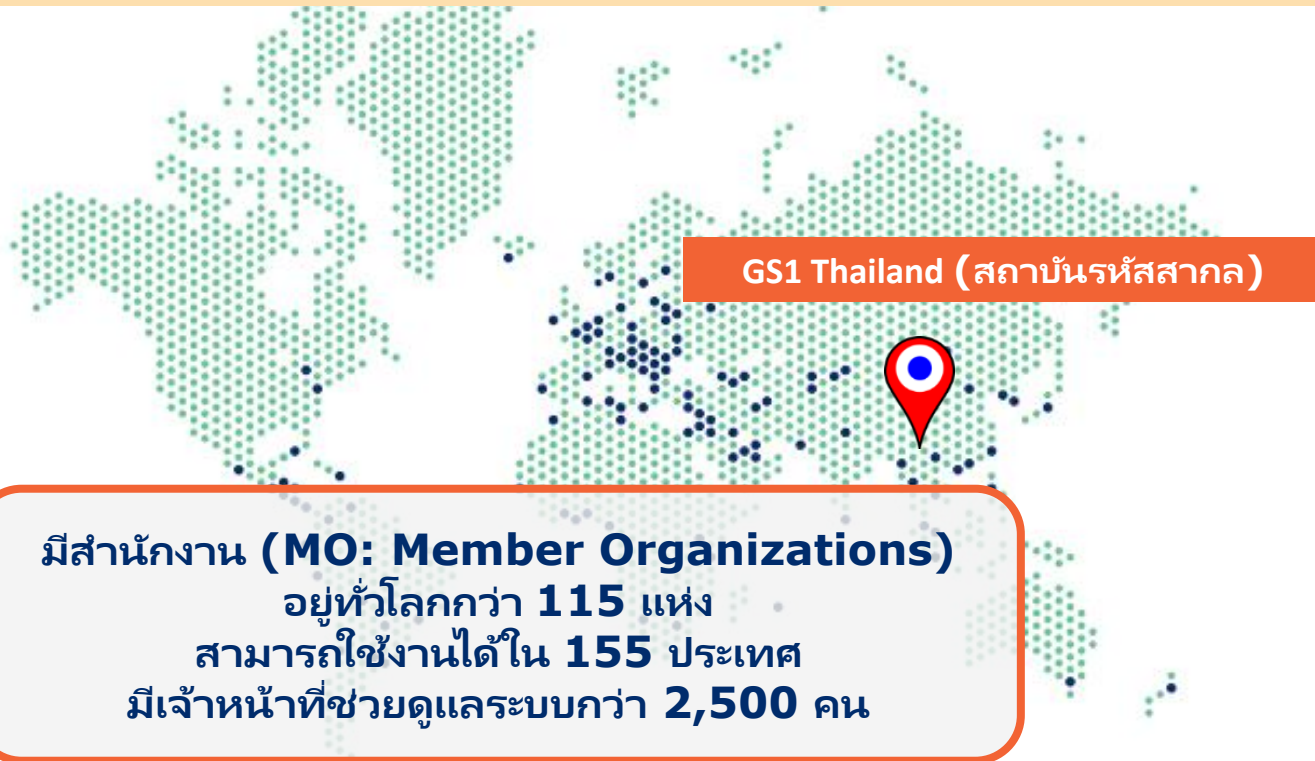 GS1 Thailand (สถาบันรหัสสากล)
มีสำนักงาน (MO: Member Organizations)
อยู่ทั่วโลกกว่า 115 แห่ง
สามารถใช้งานได้ใน 155 ประเทศ
มีเจ้าหน้าที่ช่วยดูแลระบบกว่า 2,500 คน